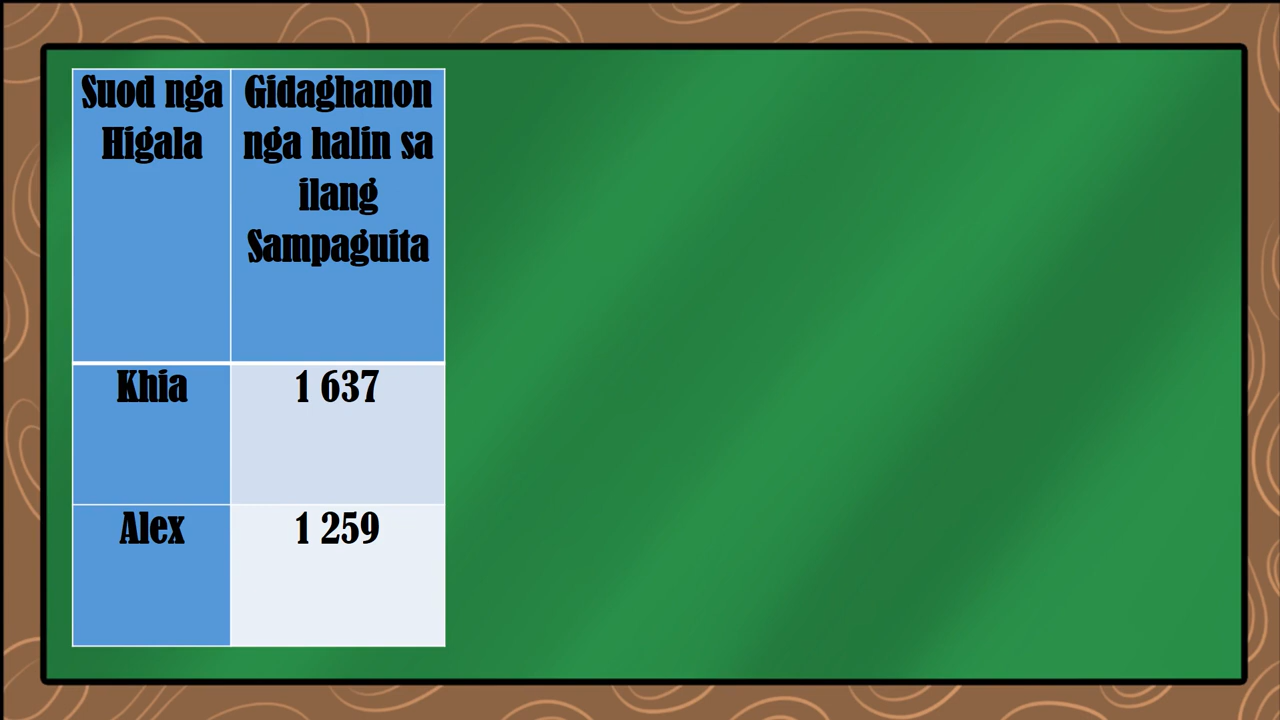 Suod nga
Higala
Gidaghanon
nga halin sa
ilang
Sampaguita
Khia
1 637
Alex
1 259